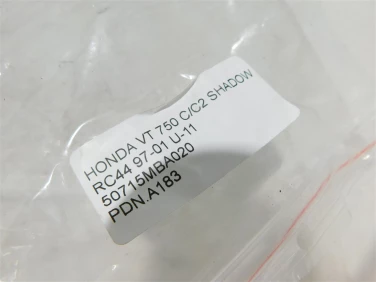 HONDA VT 750 C/C2 SHADOW
RC44 97-01 U-11
50715MBA020
PDN.A183